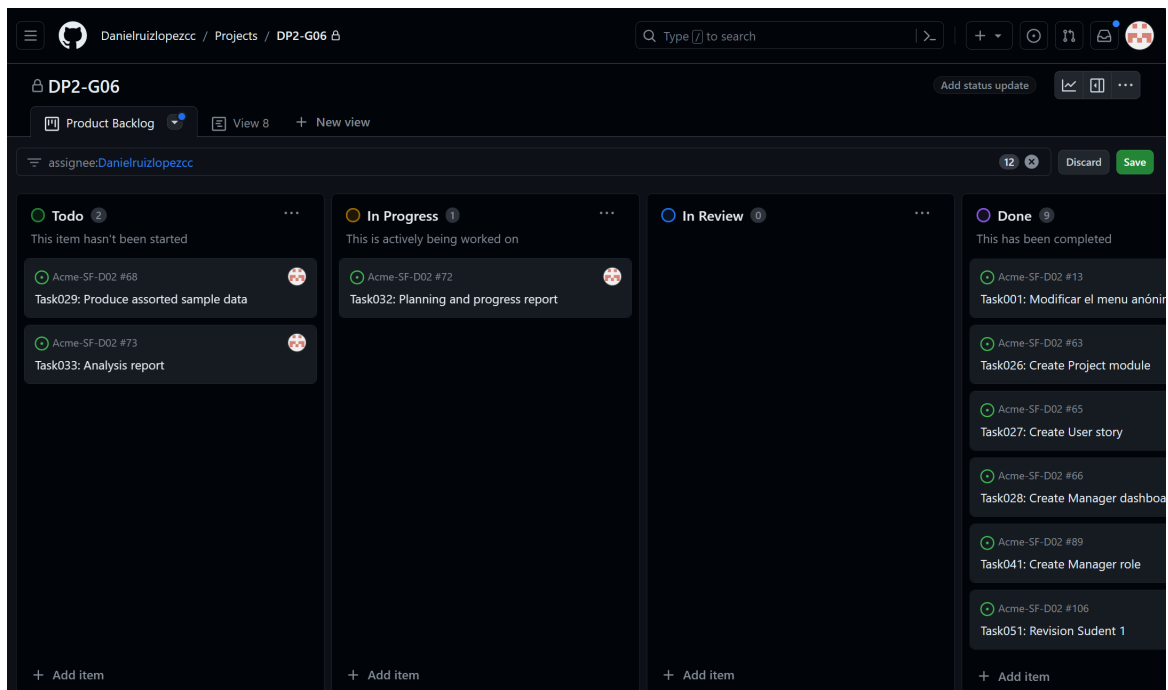 Danielruizlopezcc / Projects / DP2-G06
Type / to search
DP2-G06
Add status update
Product Backlog
View 8
+ New view
assignee:Danielruizlopezcc
12
Discard
Save
Todo 2
This item hasn't been started
Acme-SF-D02 #68
Task029: Produce assorted sample data
Acme-SF-D02 #73
Task033: Analysis report
+ Add item
In Progress 1
This is actively being worked on
Acme-SF-D02 #72
Task032: Planning and progress report
+ Add item
In Review 0
+ Add item
Done 9
This has been completed
Acme-SF-D02 #13
Task001: Modificar el menu anónir
Acme-SF-D02 #63
Task026: Create Project module
Acme-SF-D02 #65
Task027: Create User story
Acme-SF-D02 #66
Task028: Create Manager dashboa
Acme-SF-D02 #89
Task041: Create Manager role
Acme-SF-D02 #106
Task051: Revision Sudent 1
+ Add item